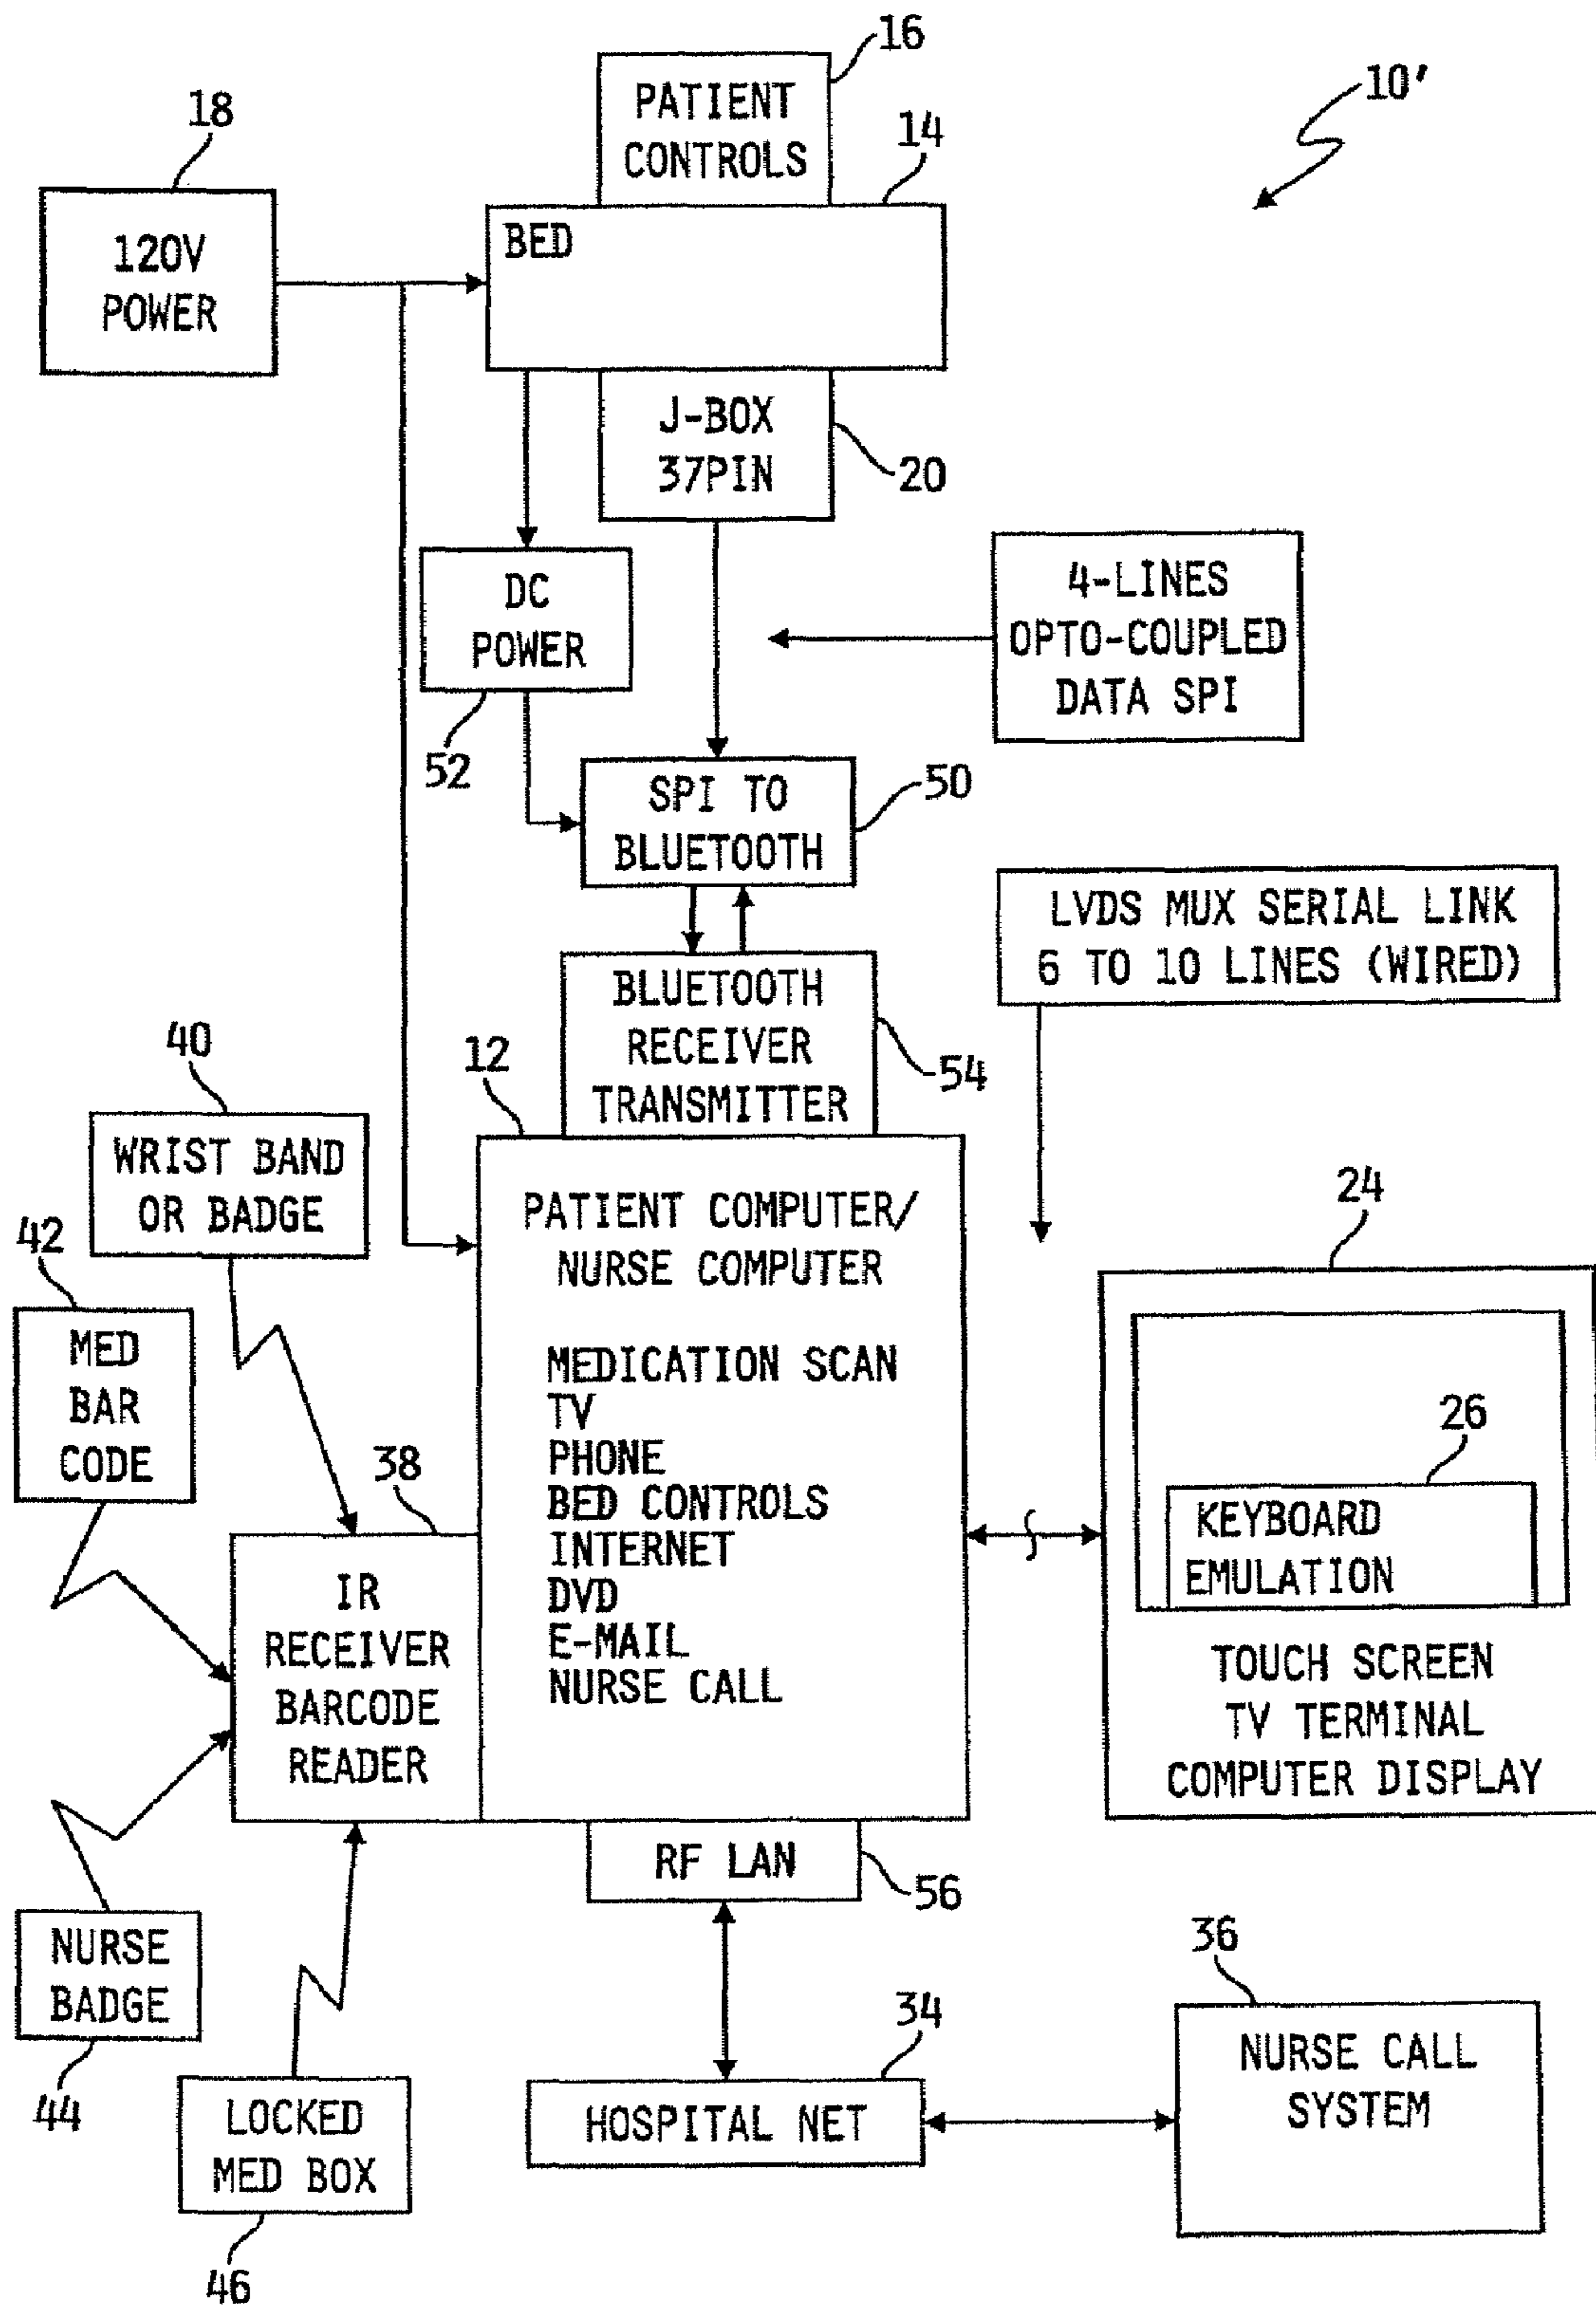 16
PATIENT
CONTROLS
10'
18
14
120V
POWER
BED
J-BOX
37PIN
20
DC
POWER
52
4-LINES
OPTO-COUPLED
DATA SPI
SPI TO
BLUETOOTH
50
LVDS MUX SERIAL LINK
6 TO 10 LINES (WIRED)
BLUETOOTH
RECEIVER
TRANSMITTER
54
12
40
WRIST BAND
OR BADGE
42
MED
BAR
CODE
PATIENT COMPUTER/
NURSE COMPUTER
MEDICATION SCAN
TV
PHONE
BED CONTROLS
INTERNET
DVD
E-MAIL
NURSE CALL
24
26
KEYBOARD
EMULATION
TOUCH SCREEN
TV TERMINAL
COMPUTER DISPLAY
38
IR
RECEIVER
BARCODE
READER
RF LAN
56
NURSE
BADGE
44
LOCKED
MED BOX
46
34
HOSPITAL NET
36
NURSE CALL
SYSTEM